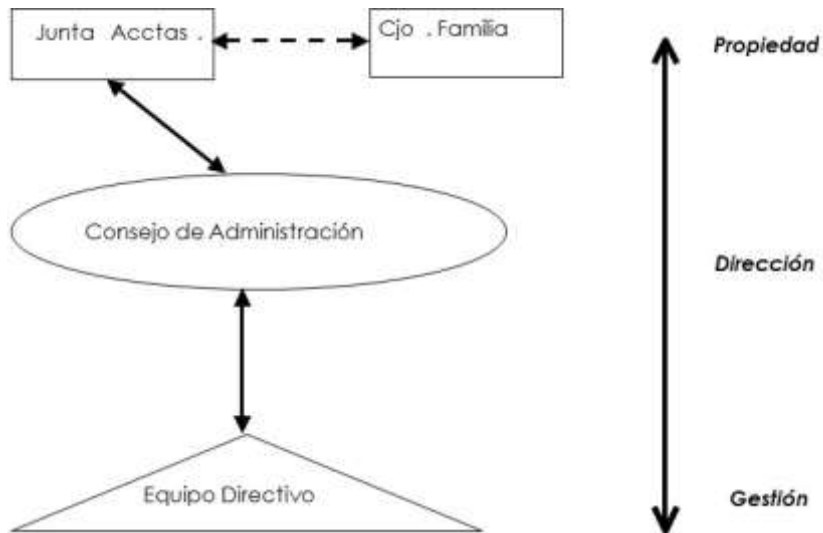 Junta Acctas .
Cjo . Familia
Propiedad
Consejo de Administración
Dirección
Equipo Directivo
Gestión